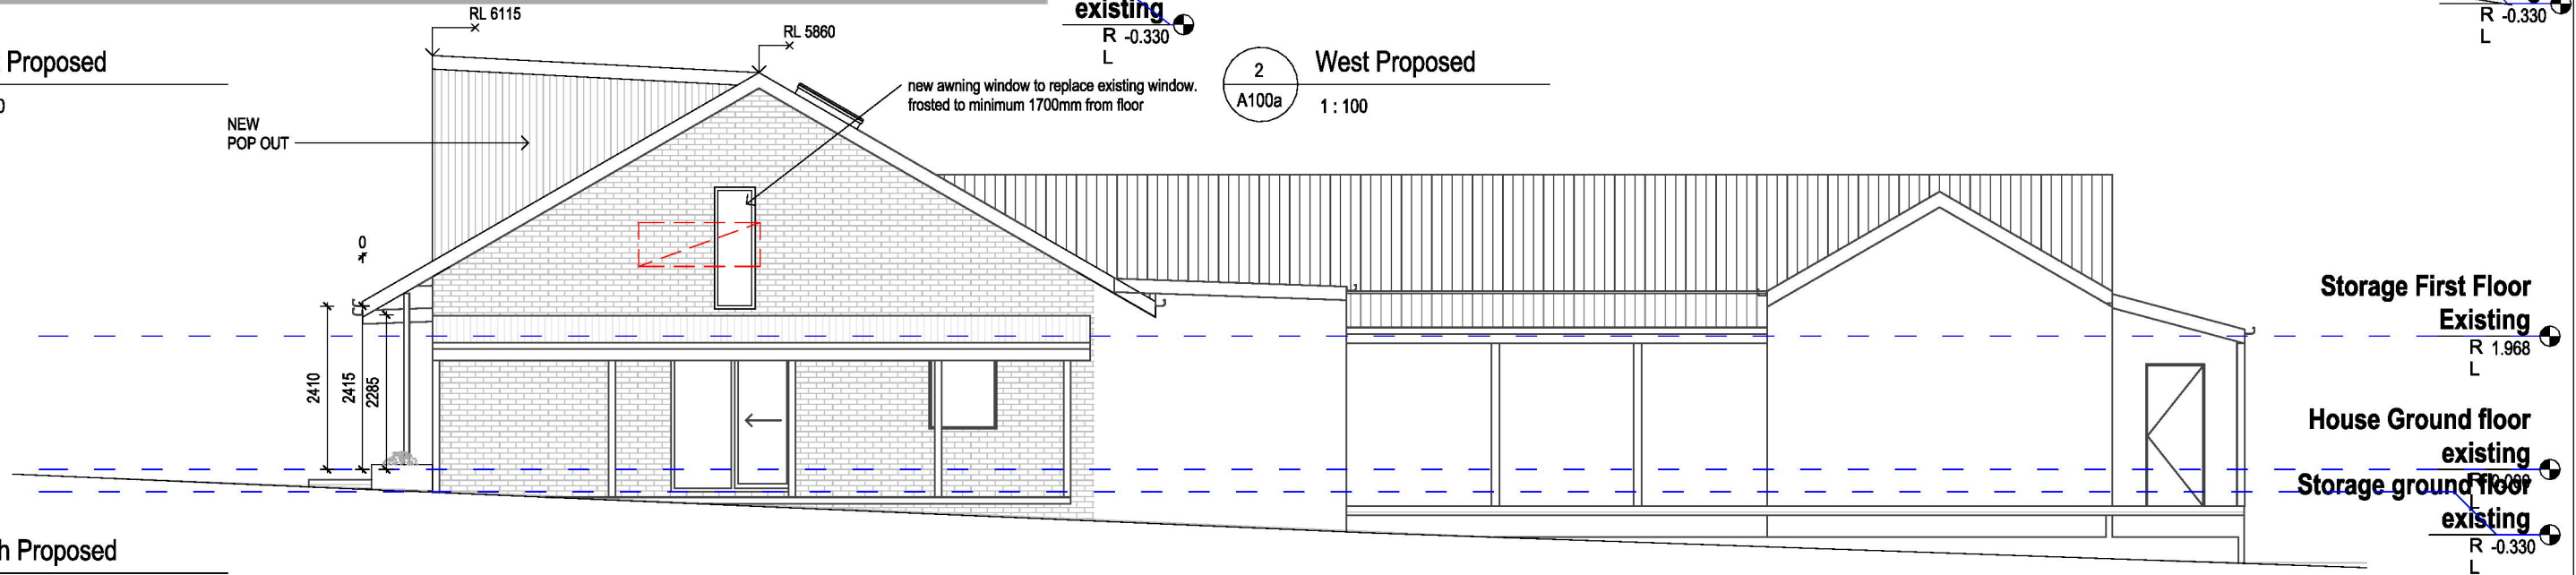 RL 6115
existing
R -0.330
L
R -0.330
L
Proposed
0
RL 5860
2
A100a
West Proposed
1 : 100
new awning window to replace existing window.
frosted to minimum 1700mm from floor
NEW
POP OUT
0
2410
2415
2285
Storage First Floor
Existing
R 1.968
L
House Ground floor
existing
Storage ground floor
existing
R -0.330
L
h Proposed